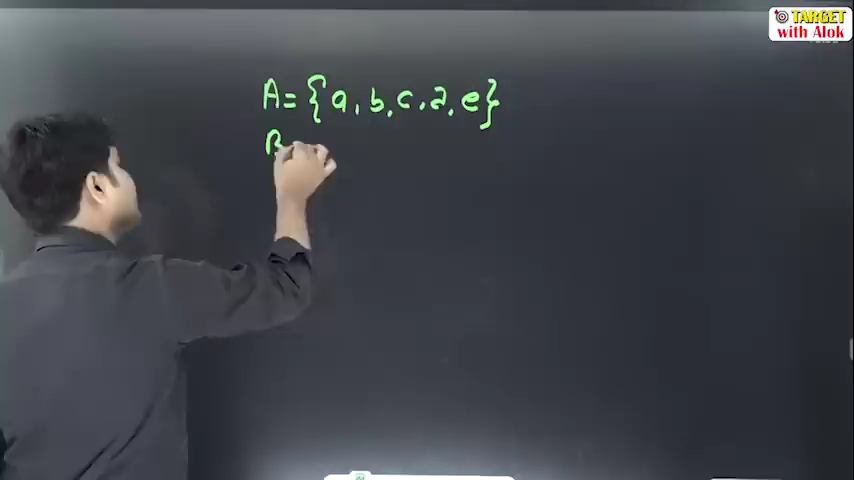 TARGET
with Alok
A = {a, b, c, d, e}
B